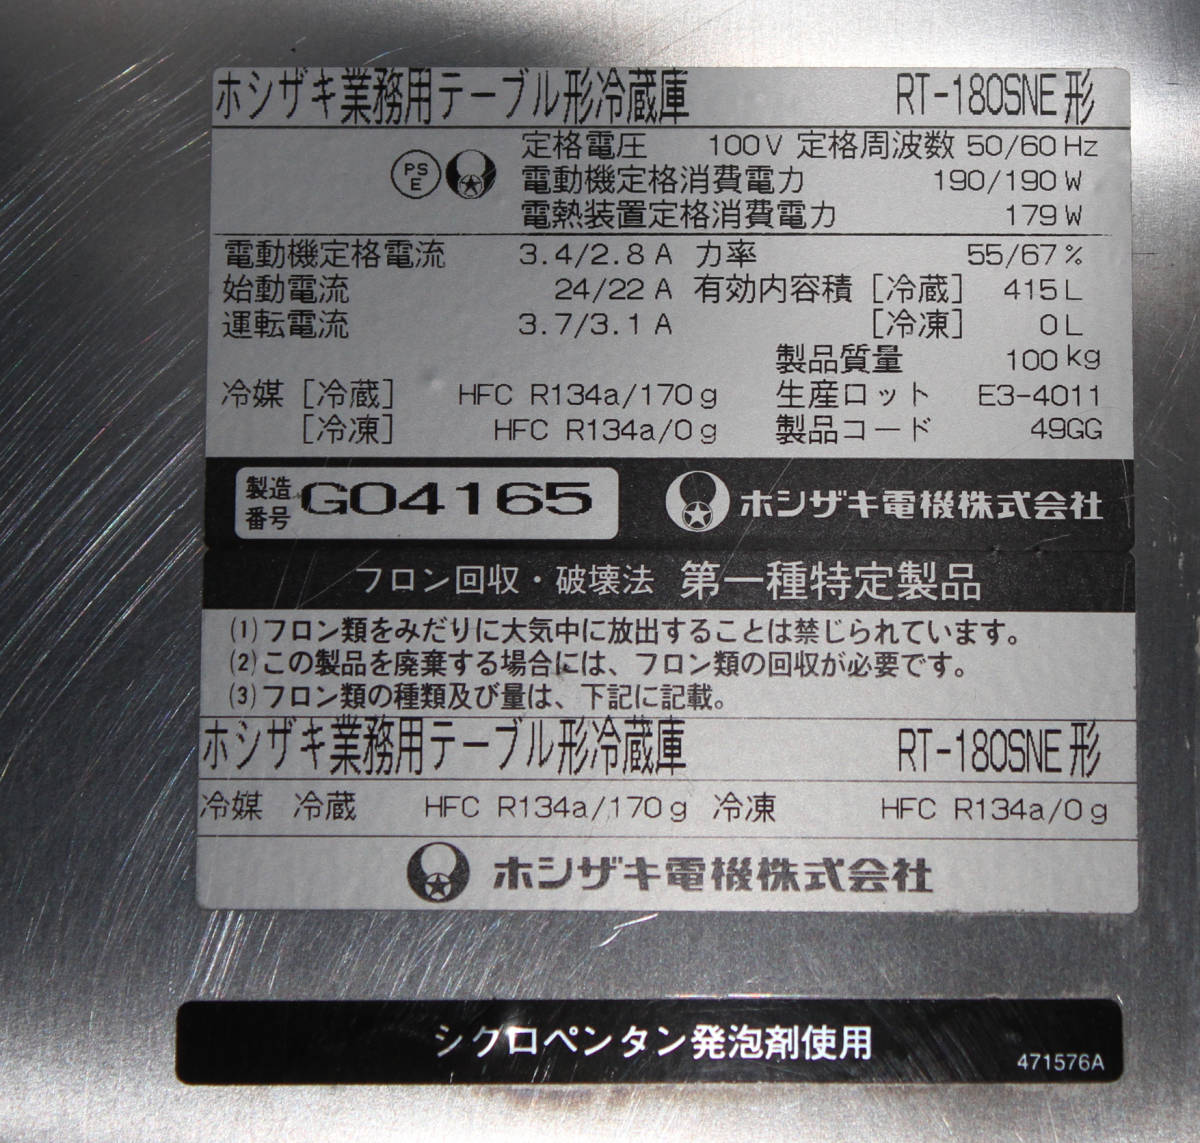 ホシザキ業務用テーブル形冷蔵庫 RT-180SNE形
PS E
定格電圧 100V 定格周波数 50/60Hz
電動機定格消費電力 190/190W
電熱装置定格消費電力 179W
電動機定格電流 3.4/2.8A 力率 55/67%
始動電流 24/22A 有効内容積 [冷蔵] 415L
運転電流 3.7/3.1A [冷凍] 0L
製品質量 100kg
冷媒 [冷蔵] HFC R134a/170g 生産ロット E3-4011
[冷凍] HFC R134a/0g 製品コード 49GG
製造番号 G04165 ホシザキ電機株式会社
フロン回収・破壊法 第一種特定製品
(1)フロン類をみだりに大気中に放出することは禁じられています。
(2)この製品を廃棄する場合には、フロン類の回収が必要です。
(3)フロン類の種類及び量は、下記に記載。
ホシザキ業務用テーブル形冷蔵庫 RT-180SNE形
冷媒 冷蔵 HFC R134a/170g 冷凍 HFC R134a/0g
ホシザキ電機株式会社
シクロペンタン発泡剤使用
471576A